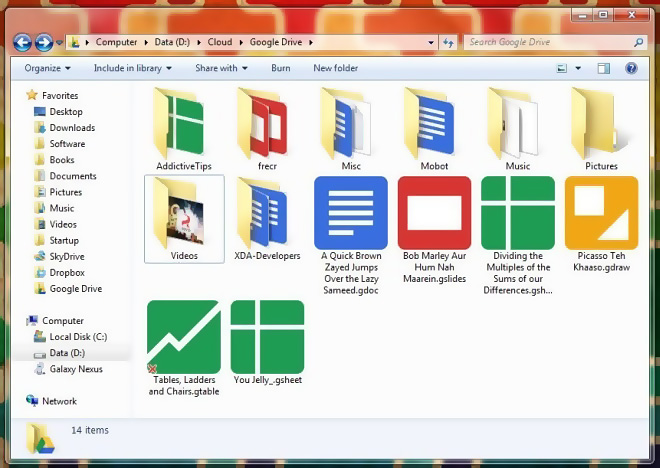 Computer Data (D:) Cloud Google Drive
Search Google Drive
Organize Include in library Share with Burn New folder
Favorites
Desktop
Downloads
Software
Books
Documents
Pictures
Music
Videos
Startup
SkyDrive
Dropbox
Google Drive
Computer
Local Disk (C:)
Data (D:)
Galaxy Nexus
Network
AddictiveTips
frecr
Misc
Mobot
Music
Pictures
Videos
XDA-Developers
A Quick Brown
Zayed Jumps
Over the Lazy
Sameed.gdoc
Bob Marley Aur
Hum Nah
Maarein.gslides
Dividing the
Multiples of the
Sums of our
Differences.gsh...
Picasso Teh
Khaaso.gdraw
Tables, Ladders
and Chairs.gtable
You Jelly_.gsheet
14 items